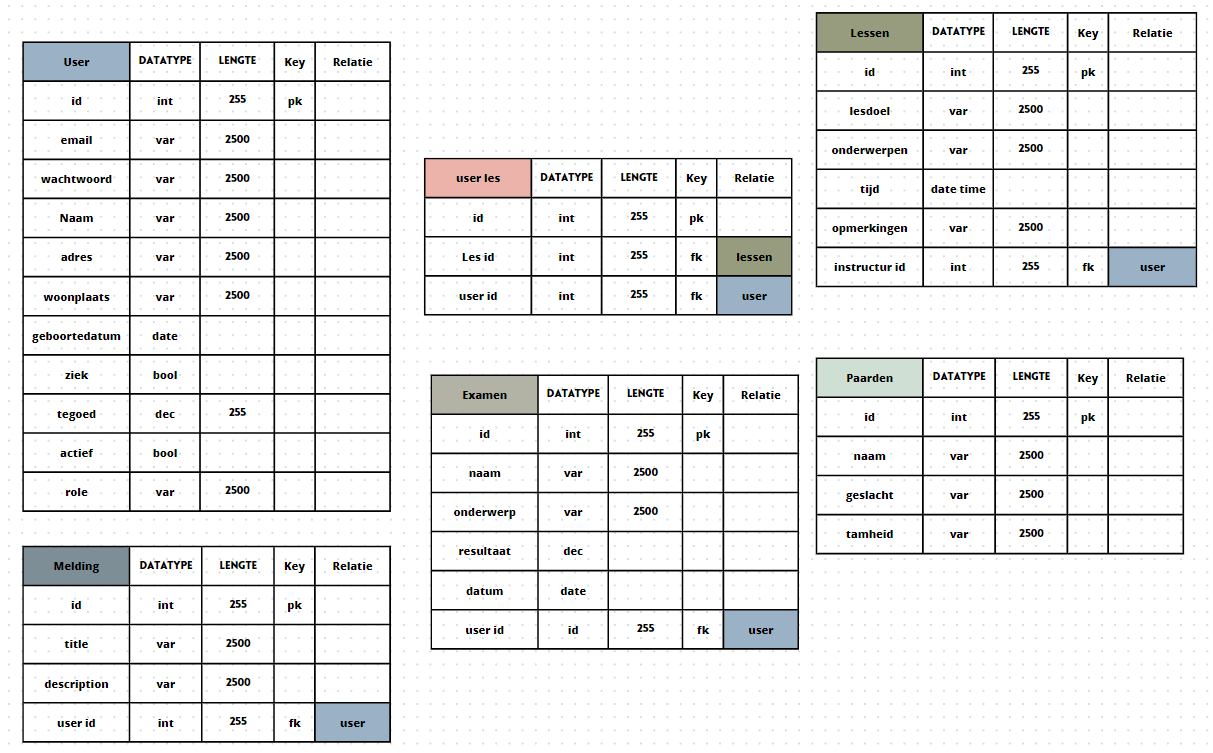 User DATATYPE LENGTE Key Relatie
id int 255 pk
email var 2500
wachtwoord var 2500
Naam var 2500
adres var 2500
woonplaats var 2500
geboortedatum date
ziek bool
tegoed dec 255
actief bool
role var 2500
Melding DATATYPE LENGTE Key Relatie
id int 255 pk
title var 2500
description var 2500
user id int 255 fk user
user les DATATYPE LENGTE Key Relatie
id int 255 pk
Les id int 255 fk lessen
user id int 255 fk user
Examen DATATYPE LENGTE Key Relatie
id int 255 pk
naam var 2500
onderwerp var 2500
resultaat dec
datum date
user id id 255 fk user
Lessen DATATYPE LENGTE Key Relatie
id int 255 pk
lesdoel var 2500
onderwerpen var 2500
tijd date time
opmerkingen var 2500
instructur id int 255 fk user
Paarden DATATYPE LENGTE Key Relatie
id int 255 pk
naam var 2500
geslacht var 2500
tamheid var 2500